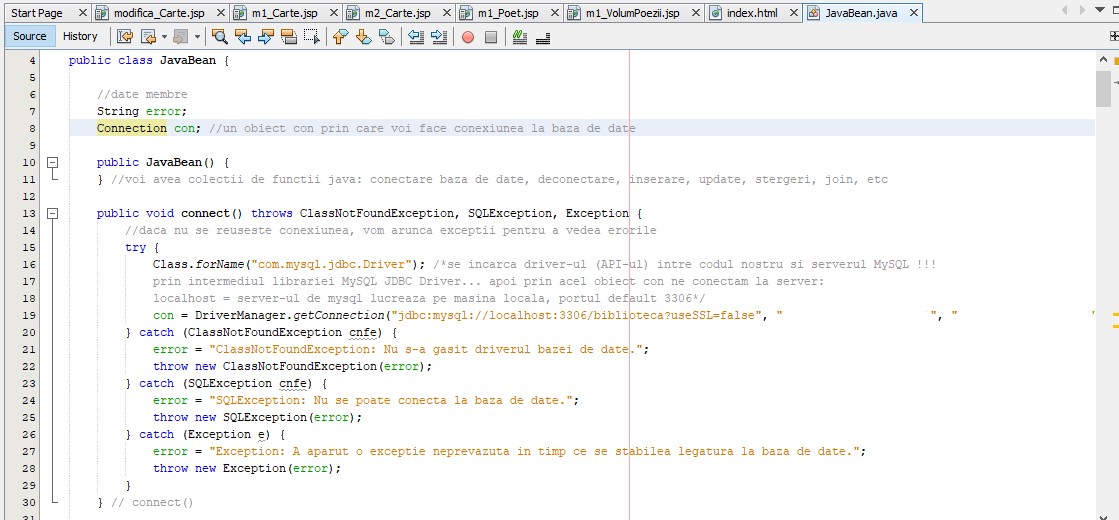 Start Page modifica_Carte.jsp m1_Carte.jsp m2_Carte.jsp m1_Poet.jsp m1_VolumPoezii.jsp index.html JavaBean.java
Source History
4 public class JavaBean {
5
6 //date membre
7 String error;
8 Connection con; //un obiect con prin care voi face conexiunea la baza de date
9
10 public JavaBean() {
11 } //voi avea colectii de functii java: conectare baza de date, deconectare, inserare, update, stergeri, join, etc
12
13 public void connect() throws ClassNotFoundException, SQLException, Exception {
14 //daca nu se reuseste conexiunea, vom arunca exceptii pentru a vedea erorile
15 try {
16 Class.forName("com.mysql.jdbc.Driver"); /*se incarca driver-ul (API-ul) intre codul nostru si serverul MySQL !!!
17 prin intermediul librariei MySQL JDBC Driver... apoi prin acel obiect con ne conectam la server:
18 localhost = server-ul de mysql lucreaza pe masina locala, portul default 3306*/
19 con = DriverManager.getConnection("jdbc:mysql://localhost:3306/biblioteca?useSSL=false", " ", " "
20 } catch (ClassNotFoundException cnfe) {
21 error = "ClassNotFoundException: Nu s-a gasit driverul bazei de date.";
22 throw new ClassNotFoundException(error);
23 } catch (SQLException cnfe) {
24 error = "SQLException: Nu se poate conecta la baza de date.";
25 throw new SQLException(error);
26 } catch (Exception e) {
27 error = "Exception: A aparut o exceptie neprevazuta in timp ce se stabilea legatura la baza de date.";
28 throw new Exception(error);
29 }
30 } // connect()
31